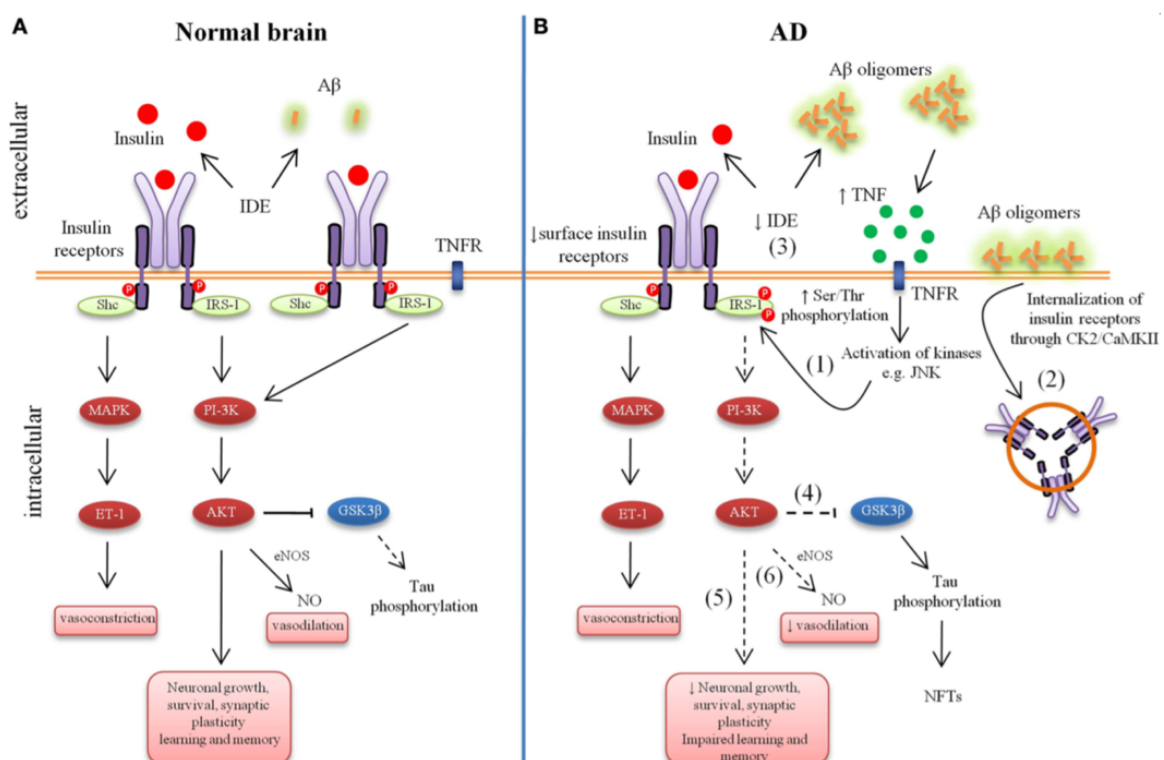 A
Normal brain
extracellular
intracellular
Aβ
Insulin
IDE
Insulin
receptors
TNFR
P
P
P
P
Shc
IRS-1
Shc
IRS-1
MAPK
PI-3K
ET-1
AKT
GSK3β
eNOS
NO
Tau
phosphorylation
vasoconstriction
vasodilation
Neuronal growth,
survival, synaptic
plasticity
learning and memory
B
AD
Aβ oligomers
Insulin
↑ TNF
↓ IDE
(3)
Aβ oligomers
↓surface insulin
receptors
P
P
P
Shc
IRS-1
↑ Ser/Thr
phosphorylation
TNFR
Internalization of
insulin receptors
through CK2/CaMKII
(1)
Activation of kinases
e.g. JNK
(2)
MAPK
PI-3K
ET-1
AKT
(4)
GSK3β
eNOS
(5)
(6)
NO
Tau
phosphorylation
vasoconstriction
↓ vasodilation
↓ Neuronal growth,
survival, synaptic
plasticity
Impaired learning and
memory
NFTs